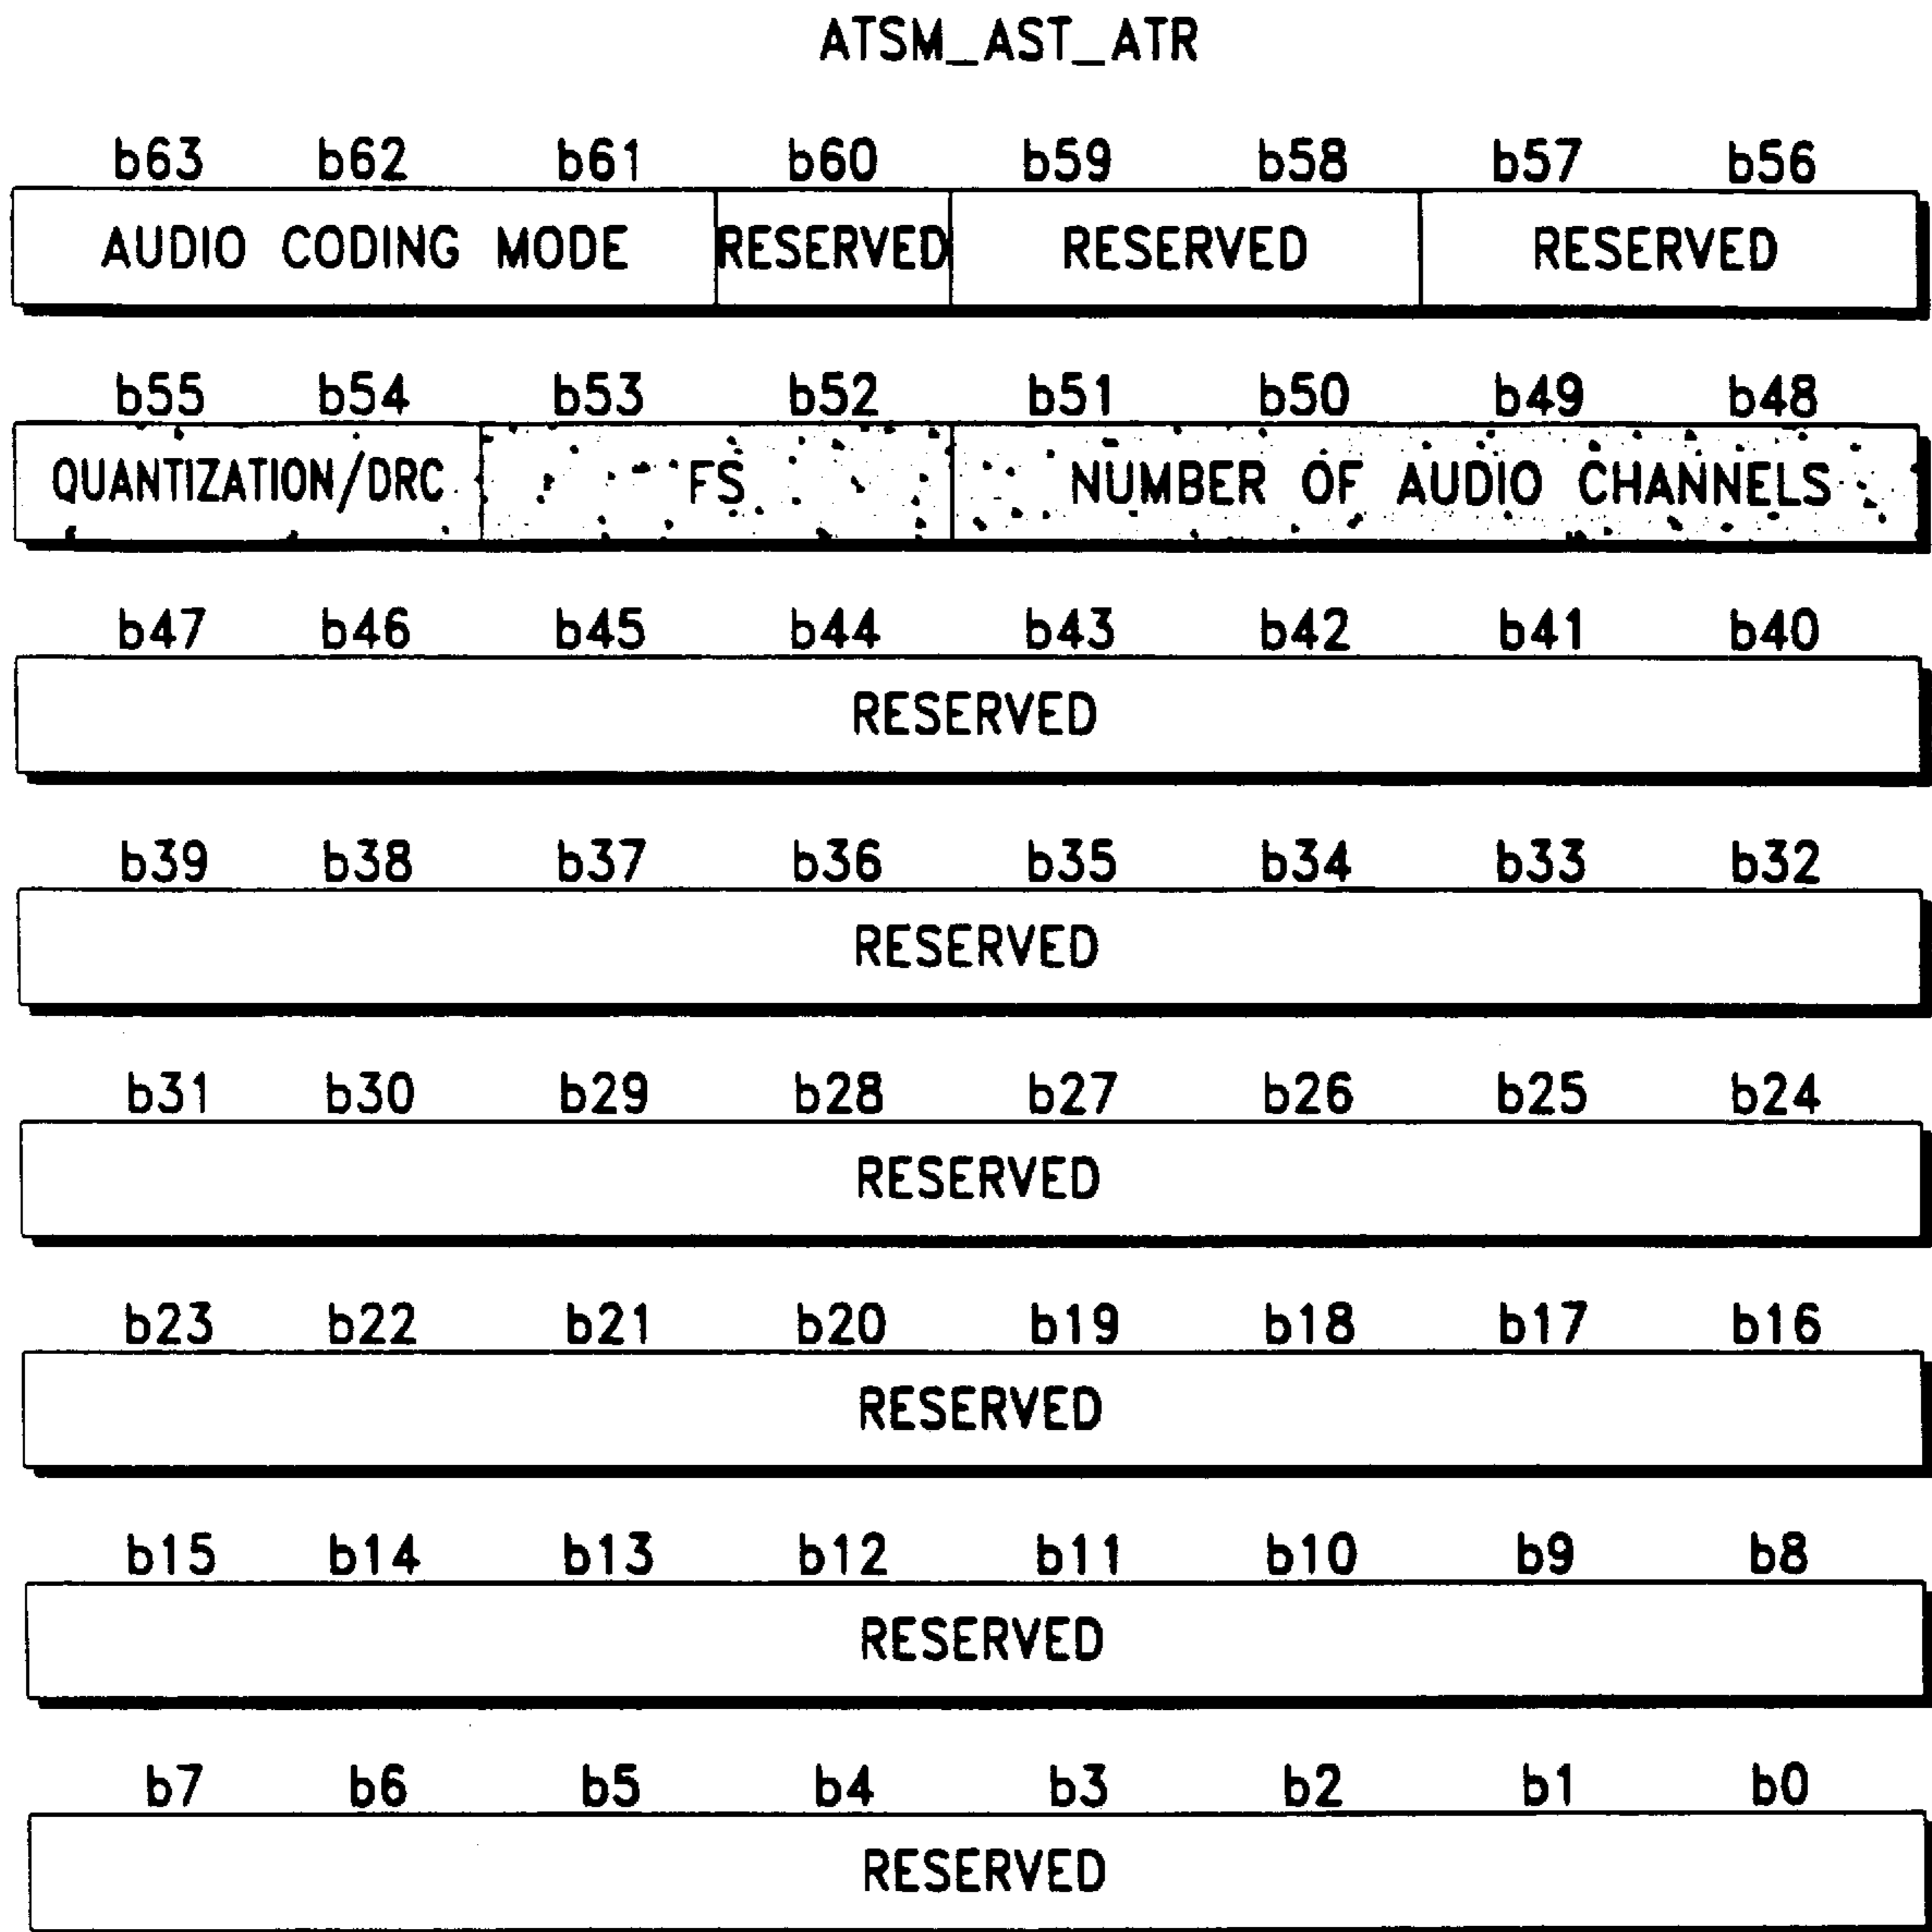 ATSM_AST_ATR
b63 b62 b61 b60 b59 b58 b57 b56
AUDIO CODING MODE RESERVED RESERVED RESERVED
b55 b54 b53 b52 b51 b50 b49 b48
QUANTIZATION/DRC FS NUMBER OF AUDIO CHANNELS
b47 b46 b45 b44 b43 b42 b41 b40
RESERVED
b39 b38 b37 b36 b35 b34 b33 b32
RESERVED
b31 b30 b29 b28 b27 b26 b25 b24
RESERVED
b23 b22 b21 b20 b19 b18 b17 b16
RESERVED
b15 b14 b13 b12 b11 b10 b9 b8
RESERVED
b7 b6 b5 b4 b3 b2 b1 b0
RESERVED